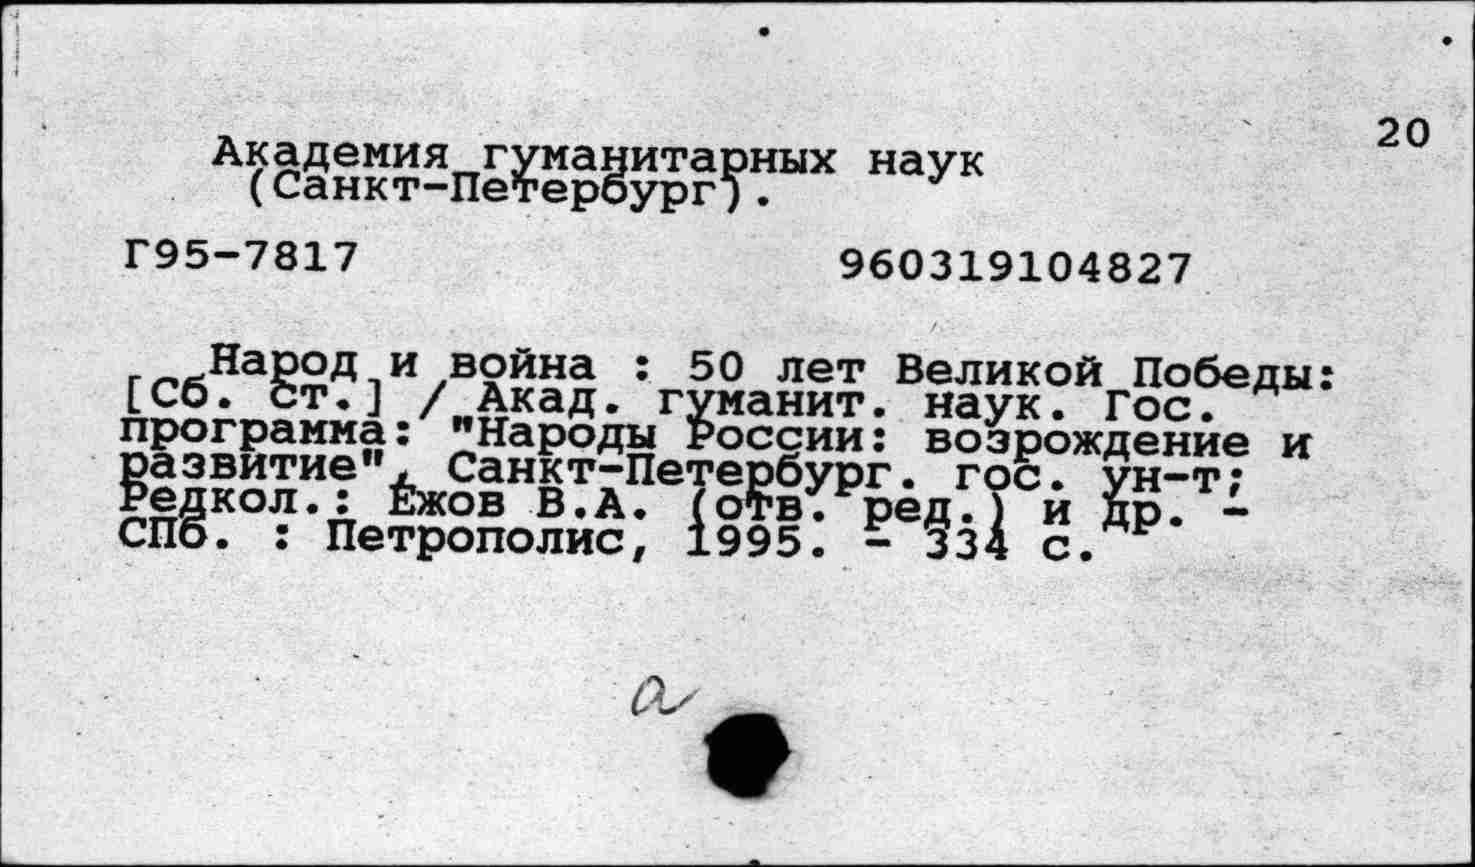 20
Академия гуманитарных наук
(Санкт-Петербург).
Г95-7817 960319104827
Народ и война : 50 лет Великой Победы:
[Сб. ст.] / Акад. гуманит. наук. Гос.
программа: "Народы России: возрождение и
развитие", Санкт-Петербург. гос. ун-т;
Редкол.: Ежов В.А. (отв. ред.) и др. -
СПб. : Петрополис, 1995. - 334 с.
а